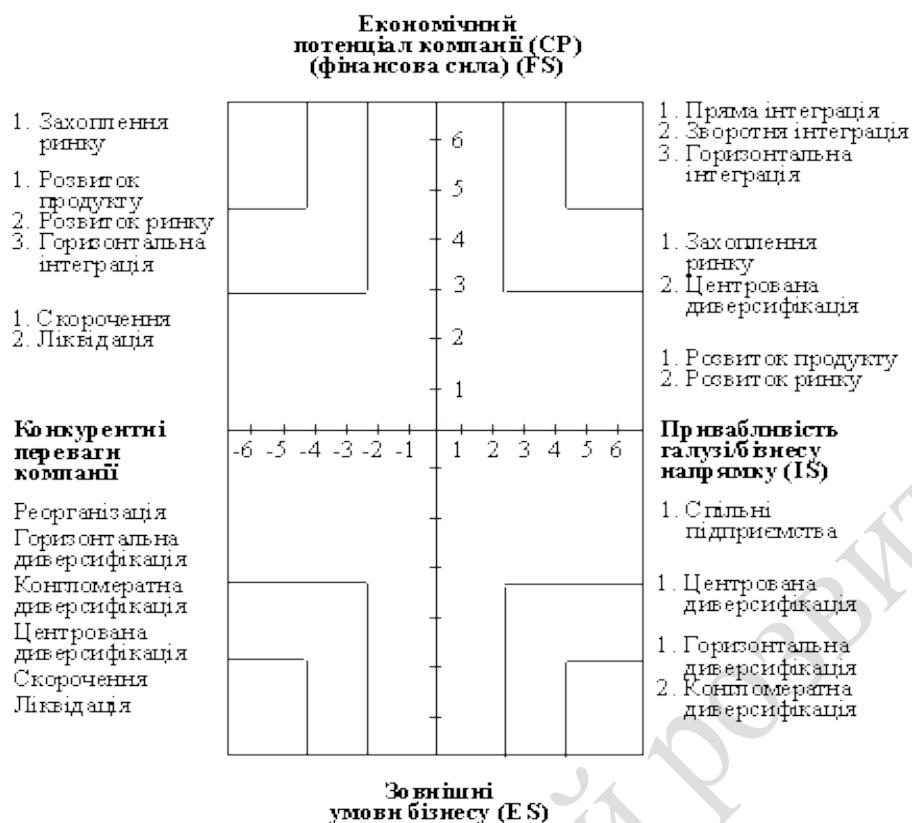 Економічний
потенціал компанії (СР)
(фінансова сила) (FS)
1. Захоплення
ринку
1. Розвиток
продукту
2. Розвиток ринку
3. Горизонтальна
інтеграція
1. Скорочення
2. Ліквідація
6
5
4
3
2
1
1. Пряма інтеграція
2. Зворотня інтеграція
3. Горизонтальна
інтеграція
1. Захоплення
ринку
2. Центрована
диверсифікація
1. Розвиток продукту
2. Розвиток ринку
Конкурентні
переваги
компанії
-6 -5 -4 -3 -2 -1 1 2 3 4 5 6
Привабливість
галузі/бізнесу
напрямку (IS)
Реорганізація
Горизонтальна
диверсифікація
Конгломератна
диверсифікація
Центрована
диверсифікація
Скорочення
Ліквідація
1. Спільні
підприємства
1. Центрована
диверсифікація
1. Горизонтальна
диверсифікація
2. Конгломератна
диверсифікація
Зовнішні
умови бізнесу (ES)
й розвит